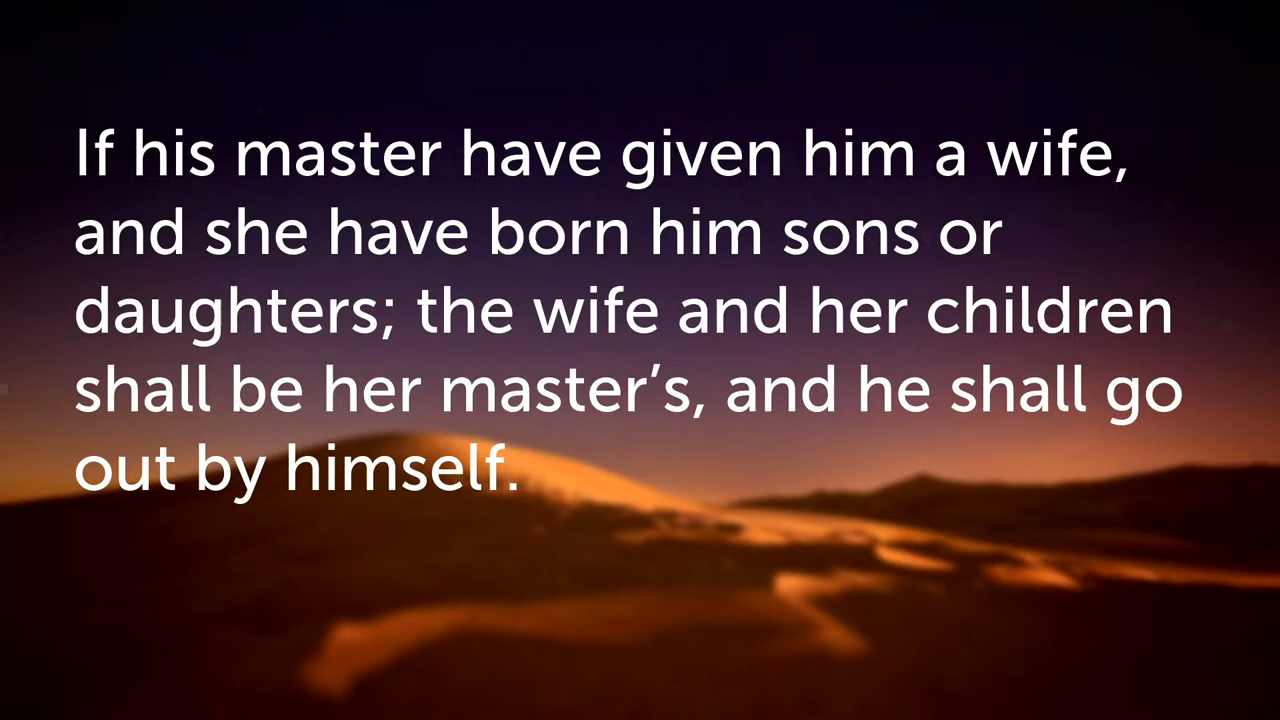 If his master have given him a wife,
and she have born him sons or
daughters; the wife and her children
shall be her master’s, and he shall go
out by himself.